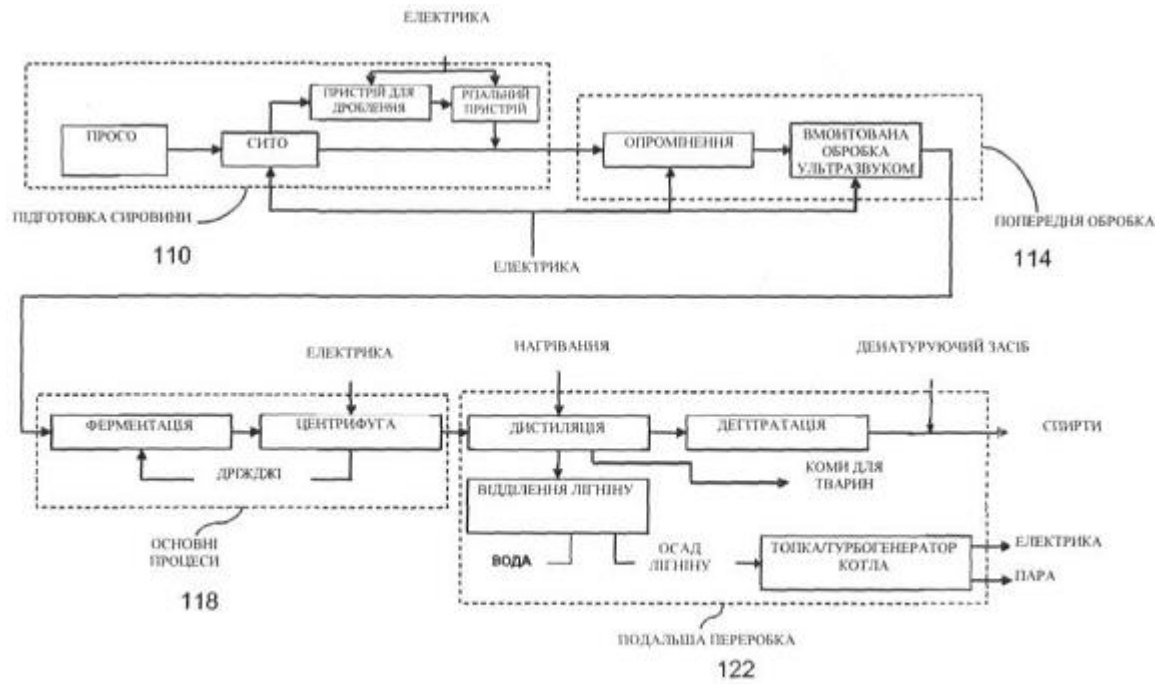 ЕЛЕКТРИКА
ПРИСТРІЙ ДЛЯ
ДРОБЛЕННЯ
РІЗАЛЬНИЙ
ПРИСТРІЙ
ПРОСО
СИТО
ОПРОМІНЕННЯ
ВМОНТОВАНА
ОБРОБКА
УЛЬТРАЗВУКОМ
ПІДГОТОВКА СИРОВИНИ
110
ЕЛЕКТРИКА
ПОПЕРЕДНЯ ОБРОБКА
114
ЕЛЕКТРИКА
НАГРІВАННЯ
ДЕНАТУРУЮЧИЙ ЗАСІБ
ФЕРМЕНТАЦІЯ
ЦЕНТРИФУГА
ДИСТИЛЯЦІЯ
ДЕГІТРАТАЦІЯ
СПИРТИ
ДРІЖДЖІ
КОМИ ДЛЯ
ТВАРИН
ВІДДІЛЕННЯ ЛІГНІНУ
ОСНОВНІ
ПРОЦЕСИ
118
ВОДА
ОСАД
ЛІГНІНУ
ТОПКА/ТУРБОГЕНЕРАТОР
КОТЛА
ЕЛЕКТРИКА
ПАРА
ПОДАЛЬША ПЕРЕРОБКА
122